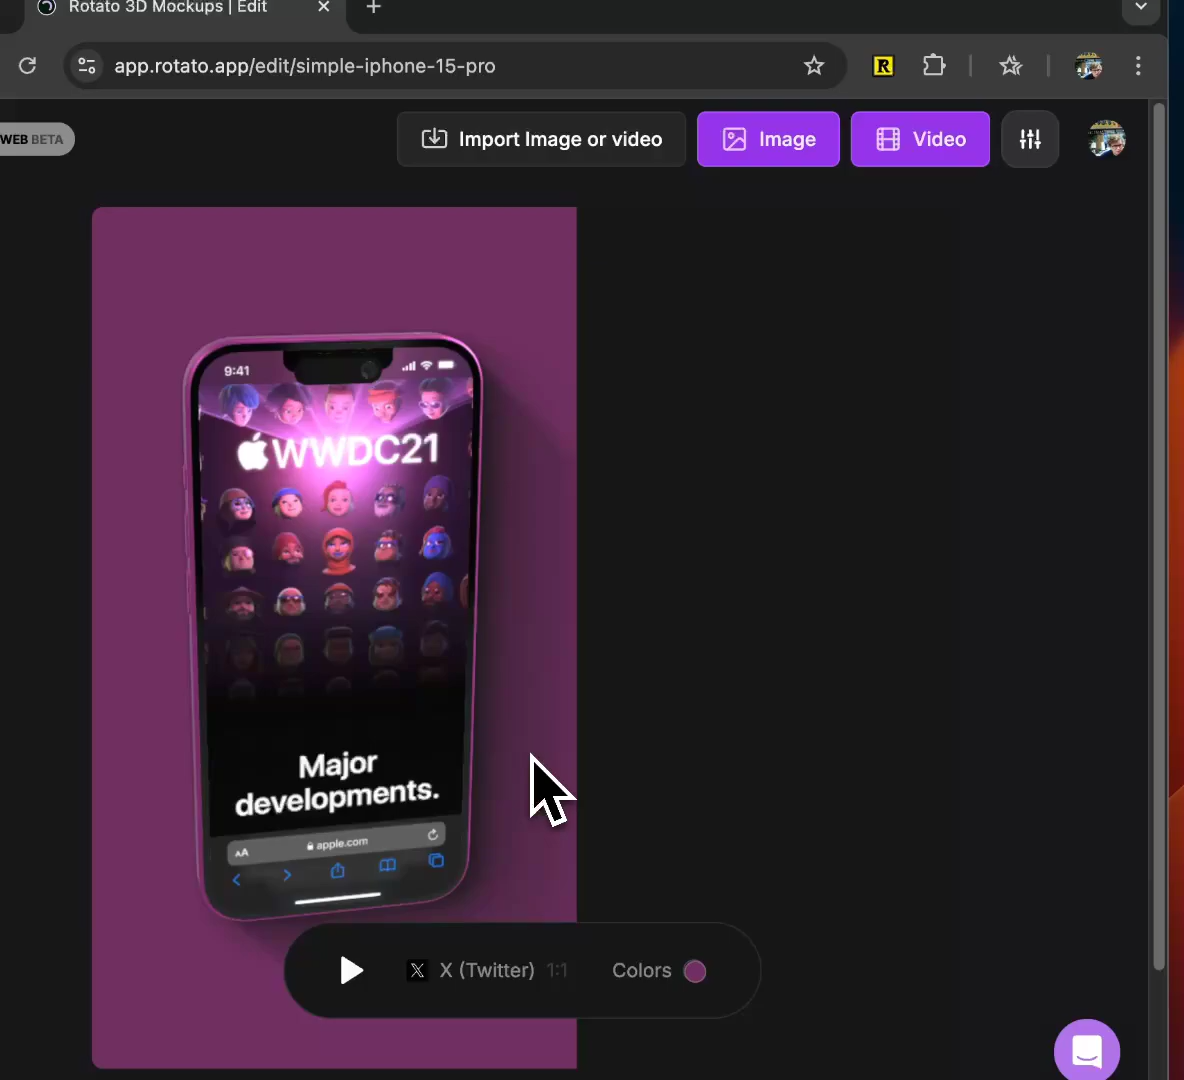 Rotato 3D Mockups | Edit
app.rotato.app/edit/simple-iphone-15-pro
R
WEB BETA
Import Image or video
Image
Video
9:41
WWDC21
Major
developments.
AA
apple.com
X (Twitter) 1:1
Colors